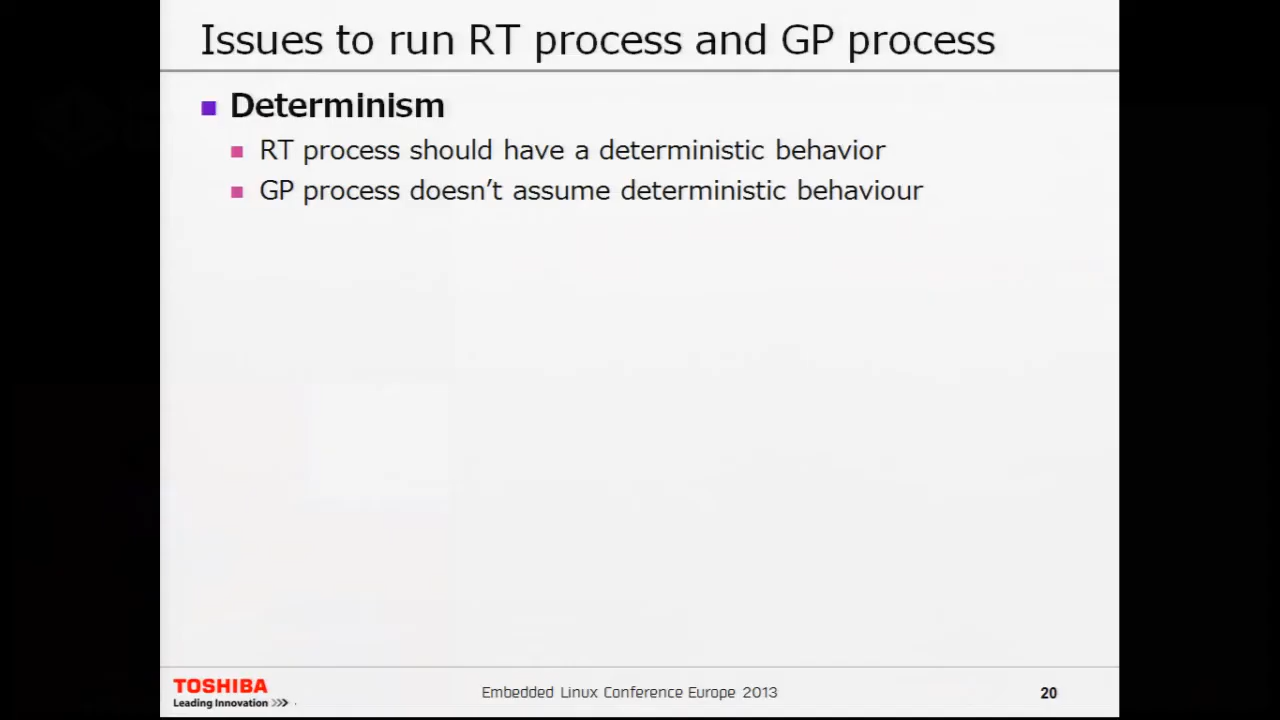 Issues to run RT process and GP process
Determinism
RT process should have a deterministic behavior
GP process doesn't assume deterministic behaviour
TOSHIBA
Leading Innovation >>>
Embedded Linux Conference Europe 2013
20